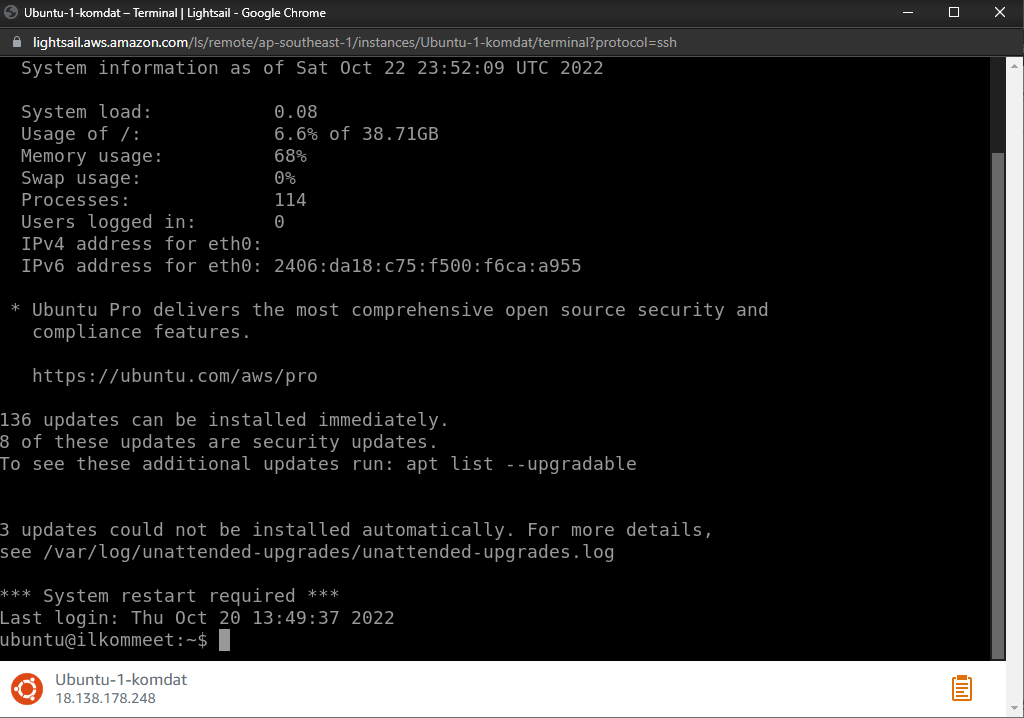 Ubuntu-1-komdat – Terminal | Lightsail - Google Chrome
lightsail.aws.amazon.com/ls/remote/ap-southeast-1/instances/Ubuntu-1-komdat/terminal?protocol=ssh
System information as of Sat Oct 22 23:52:09 UTC 2022
System load: 0.08
Usage of /: 6.6% of 38.71GB
Memory usage: 68%
Swap usage: 0%
Processes: 114
Users logged in: 0
IPv4 address for eth0:
IPv6 address for eth0: 2406:da18:c75:f500:f6ca:a955
* Ubuntu Pro delivers the most comprehensive open source security and
compliance features.
https://ubuntu.com/aws/pro
136 updates can be installed immediately.
8 of these updates are security updates.
To see these additional updates run: apt list --upgradable
3 updates could not be installed automatically. For more details,
see /var/log/unattended-upgrades/unattended-upgrades.log
*** System restart required ***
Last login: Thu Oct 20 13:49:37 2022
ubuntu@ilkommeet:~$
Ubuntu-1-komdat
18.138.178.248